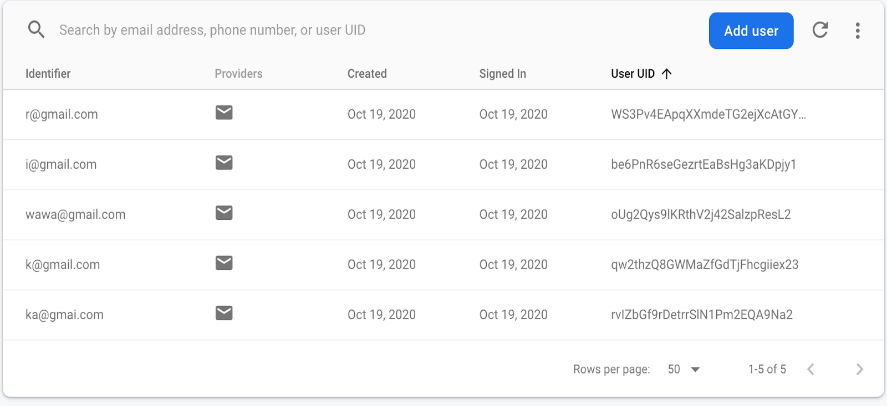 Search by email address, phone number, or user UID Add user
Identifier Providers Created Signed In User UID
r@gmail.com Oct 19, 2020 Oct 19, 2020 WS3Pv4EApqXXmdeTG2ejXcAtGY...
i@gmail.com Oct 19, 2020 Oct 19, 2020 be6PnR6seGezrtEaBsHg3aKDpjy1
wawa@gmail.com Oct 19, 2020 Oct 19, 2020 oUg2Qys9lKRthV2j42SalzpResL2
k@gmail.com Oct 19, 2020 Oct 19, 2020 qw2thzQ8GWMaZfGdTjFhcgiiex23
ka@gmai.com Oct 19, 2020 Oct 19, 2020 rvIZbGf9rDetrrSlN1Pm2EQA9Na2
Rows per page: 50 1-5 of 5